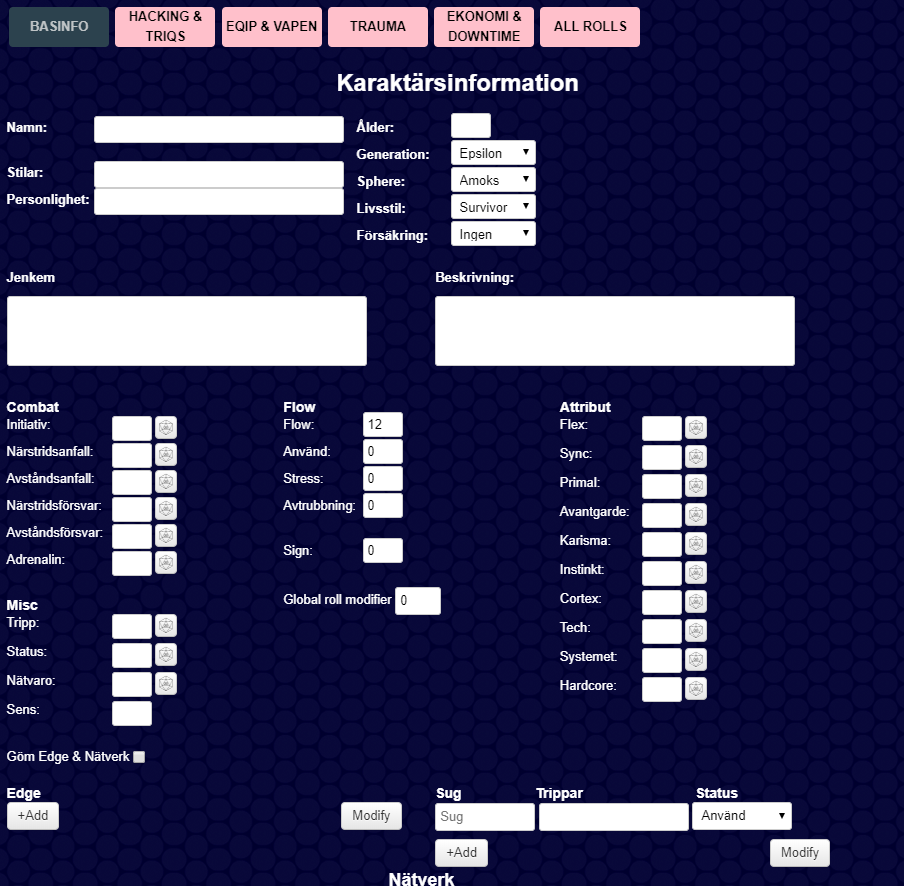 BASINFO
HACKING &
TRIQS
EQIP & VAPEN
TRAUMA
EKONOMI &
DOWNTIME
ALL ROLLS
Karaktärsinformation
Namn:
Stilar:
Personlighet:
Ålder:
Generation: Epsilon
Sphere: Amoks
Livsstil: Survivor
Försäkring: Ingen
Jenkem
Beskrivning:
Combat
Initiativ:
Närstridsanfall:
Avståndsanfall:
Närstridsförsvar:
Avståndsförsvar:
Adrenalin:
Misc
Tripp:
Status:
Nätvaro:
Sens:
Flow
Flow: 12
Använd: 0
Stress: 0
Avtrubbning: 0
Sign: 0
Global roll modifier 0
Attribut
Flex:
Sync:
Primal:
Avantgarde:
Karisma:
Instinkt:
Cortex:
Tech:
Systemet:
Hardcore:
Göm Edge & Nätverk
Edge
+Add Modify
Sug Trippar Status
Sug Använd
+Add Modify
Nätverk